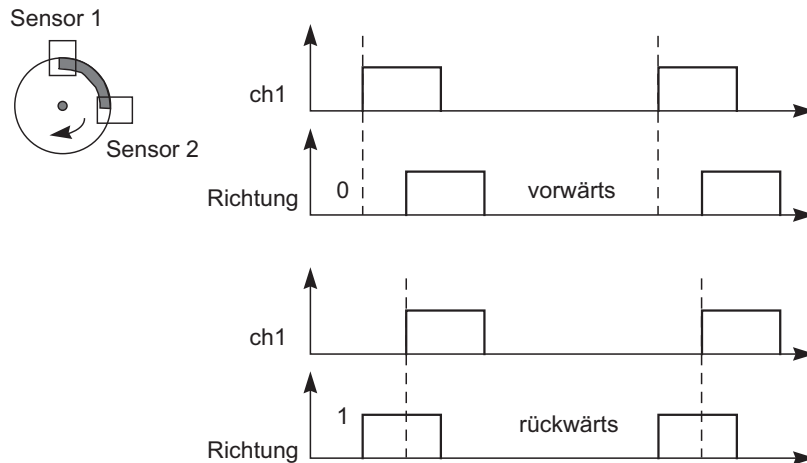 Sensor 1
Sensor 2
ch1
Richtung
0
vorwärts
ch1
Richtung
1
rückwärts